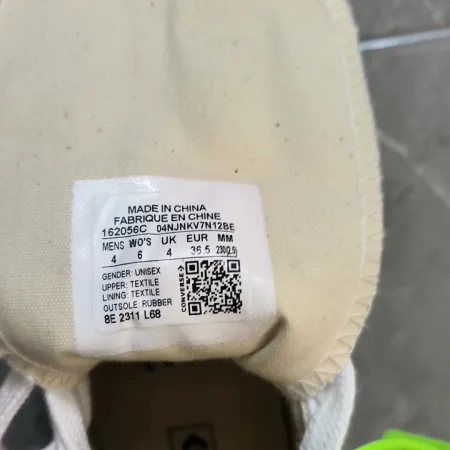 MADE IN CHINA
FABRIQUE EN CHINE
162056C 04NJNKV7N12BE
MENS WO'S UK EUR MM
4 6 4 36.5 230(2.5)
GENDER: UNISEX
UPPER: TEXTILE
LINING: TEXTILE
OUTSOLE: RUBBER
8E 2311 L68
CONVERSE